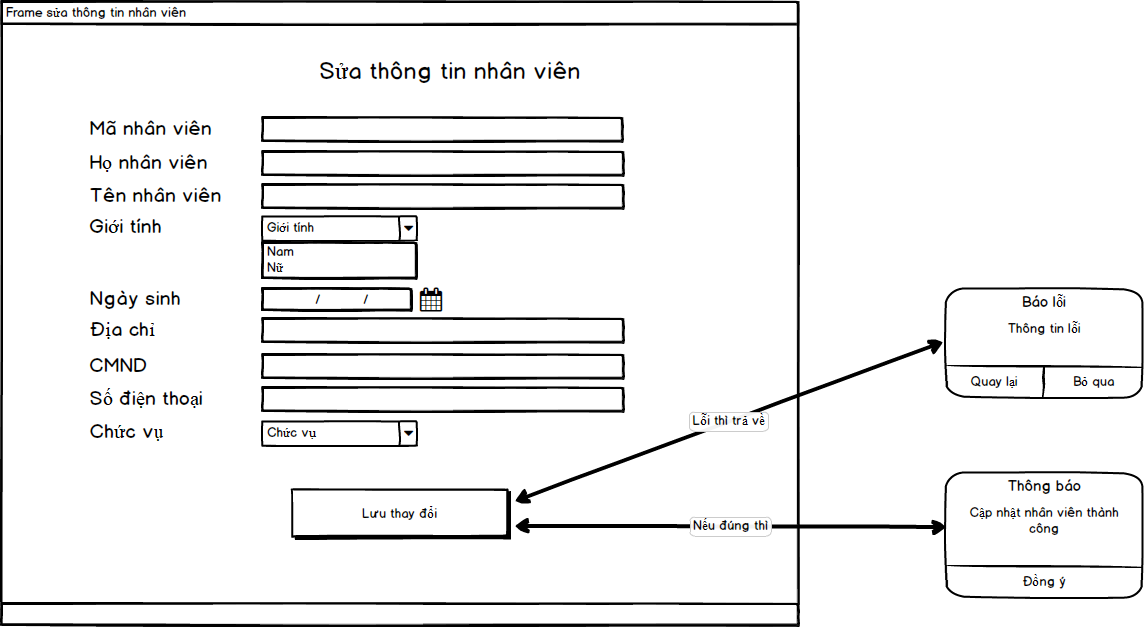 Frame sửa thông tin nhân viên
Sửa thông tin nhân viên
Mã nhân viên
Họ nhân viên
Tên nhân viên
Giới tính
Giới tính
Nam
Nữ
Ngày sinh
/ /
Địa chỉ
CMND
Số điện thoại
Chức vụ
Chức vụ
Lưu thay đổi
Lỗi thì trả về
Nếu đúng thì
Báo lỗi
Thông tin lỗi
Quay lại
Bỏ qua
Thông báo
Cập nhật nhân viên thành
công
Đồng ý